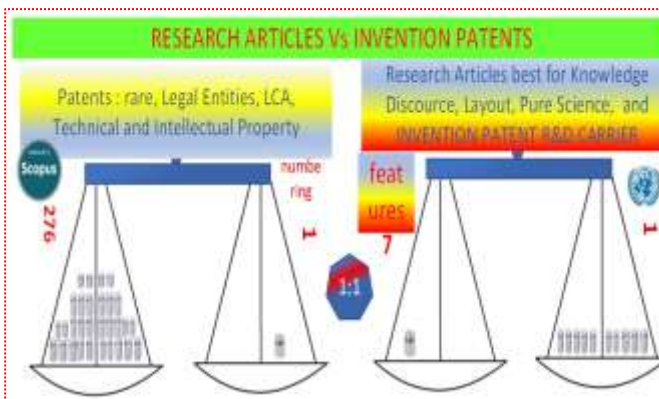 RESEARCH ARTICLES Vs INVENTION PATENTS
Patents : rare, Legal Entities, LCA,
Technical and Intellectual Property
Research Articles best for Knowledge
Discource, Layout, Pure Science, and
INVENTION PATENT R&D CARRIER
Scopus
276
numbe
ring
1
feat
ures
7
1
1:1